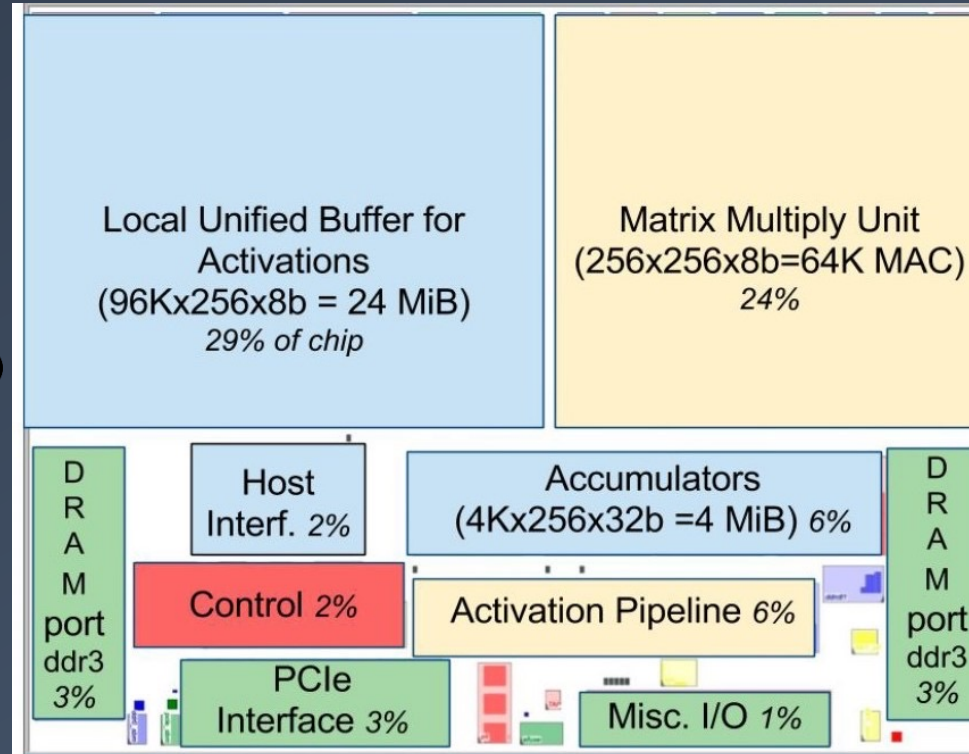 Local Unified Buffer for
Activations
(96Kx256x8b = 24 MiB)
29% of chip
Matrix Multiply Unit
(256x256x8b=64K MAC)
24%
D
R
A
M
port
ddr3
3%
Host
Interf. 2%
Accumulators
(4Kx256x32b =4 MiB) 6%
D
R
A
M
port
ddr3
3%
Control 2%
Activation Pipeline 6%
PCIe
Interface 3%
Misc. I/O 1%